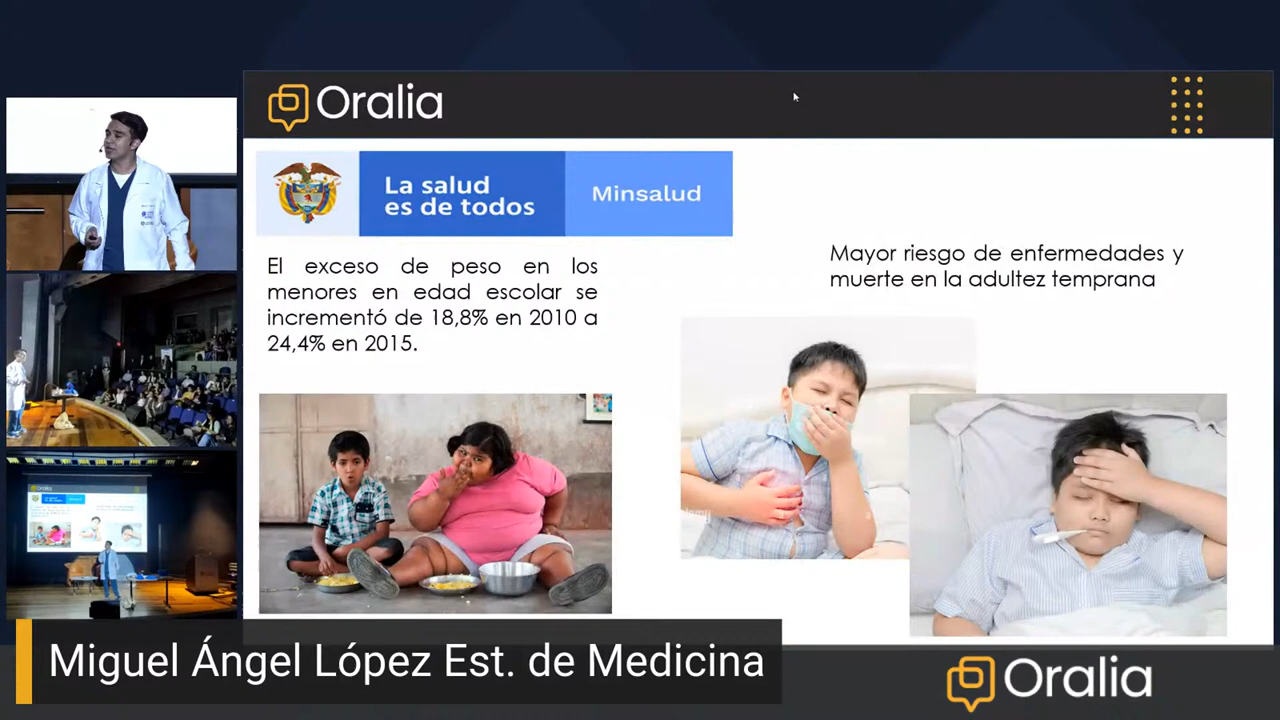 Oralia
La salud
es de todos
Minsalud
El exceso de peso en los
menores en edad escolar se
incrementó de 18,8% en 2010 a
24,4% en 2015.
Mayor riesgo de enfermedades y
muerte en la adultez temprana
Miguel Ángel López Est. de Medicina
Oralia